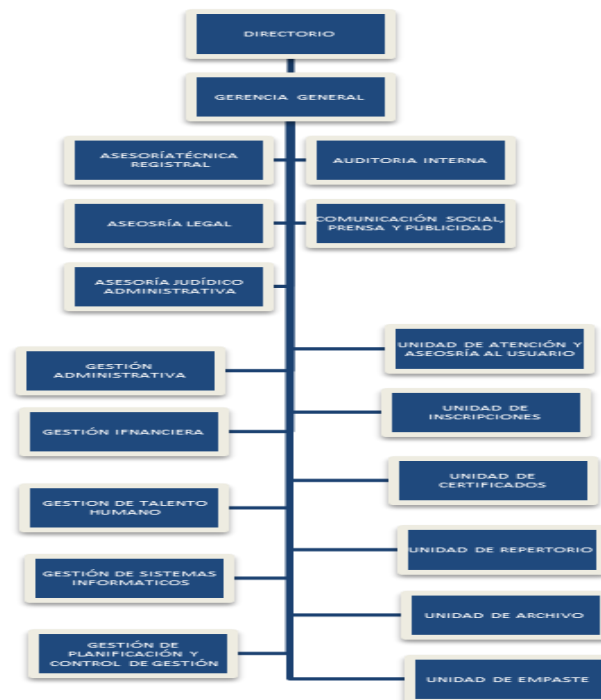 DIRECTORIO
GERENCIA GENERAL
ASESORÍATÉCNICA
REGISTRAL
AUDITORIA INTERNA
ASEOSRÍA LEGAL
COMUNICACIÓN SOCIAL,
PRENSA Y PUBLICIDAD
ASESORÍA JUDÍDICO
ADMINISTRATIVA
UNIDAD DE ATENCIÓN Y
ASEOSRÍA AL USUARIO
GESTIÓN
ADMINISTRATIVA
UNIDAD DE
INSCRIPCIONES
GESTIÓN IFNANCIERA
UNIDAD DE
CERTIFICADOS
GESTION DE TALENTO
HUMANO
UNIDAD DE REPERTORIO
GESTIÓN DE SISTEMAS
INFORMATICOS
UNIDAD DE ARCHIVO
GESTIÓN DE
PLANIFICACIÓN Y
CONTROL DE GESTIÓN
UNIDAD DE EMPASTE